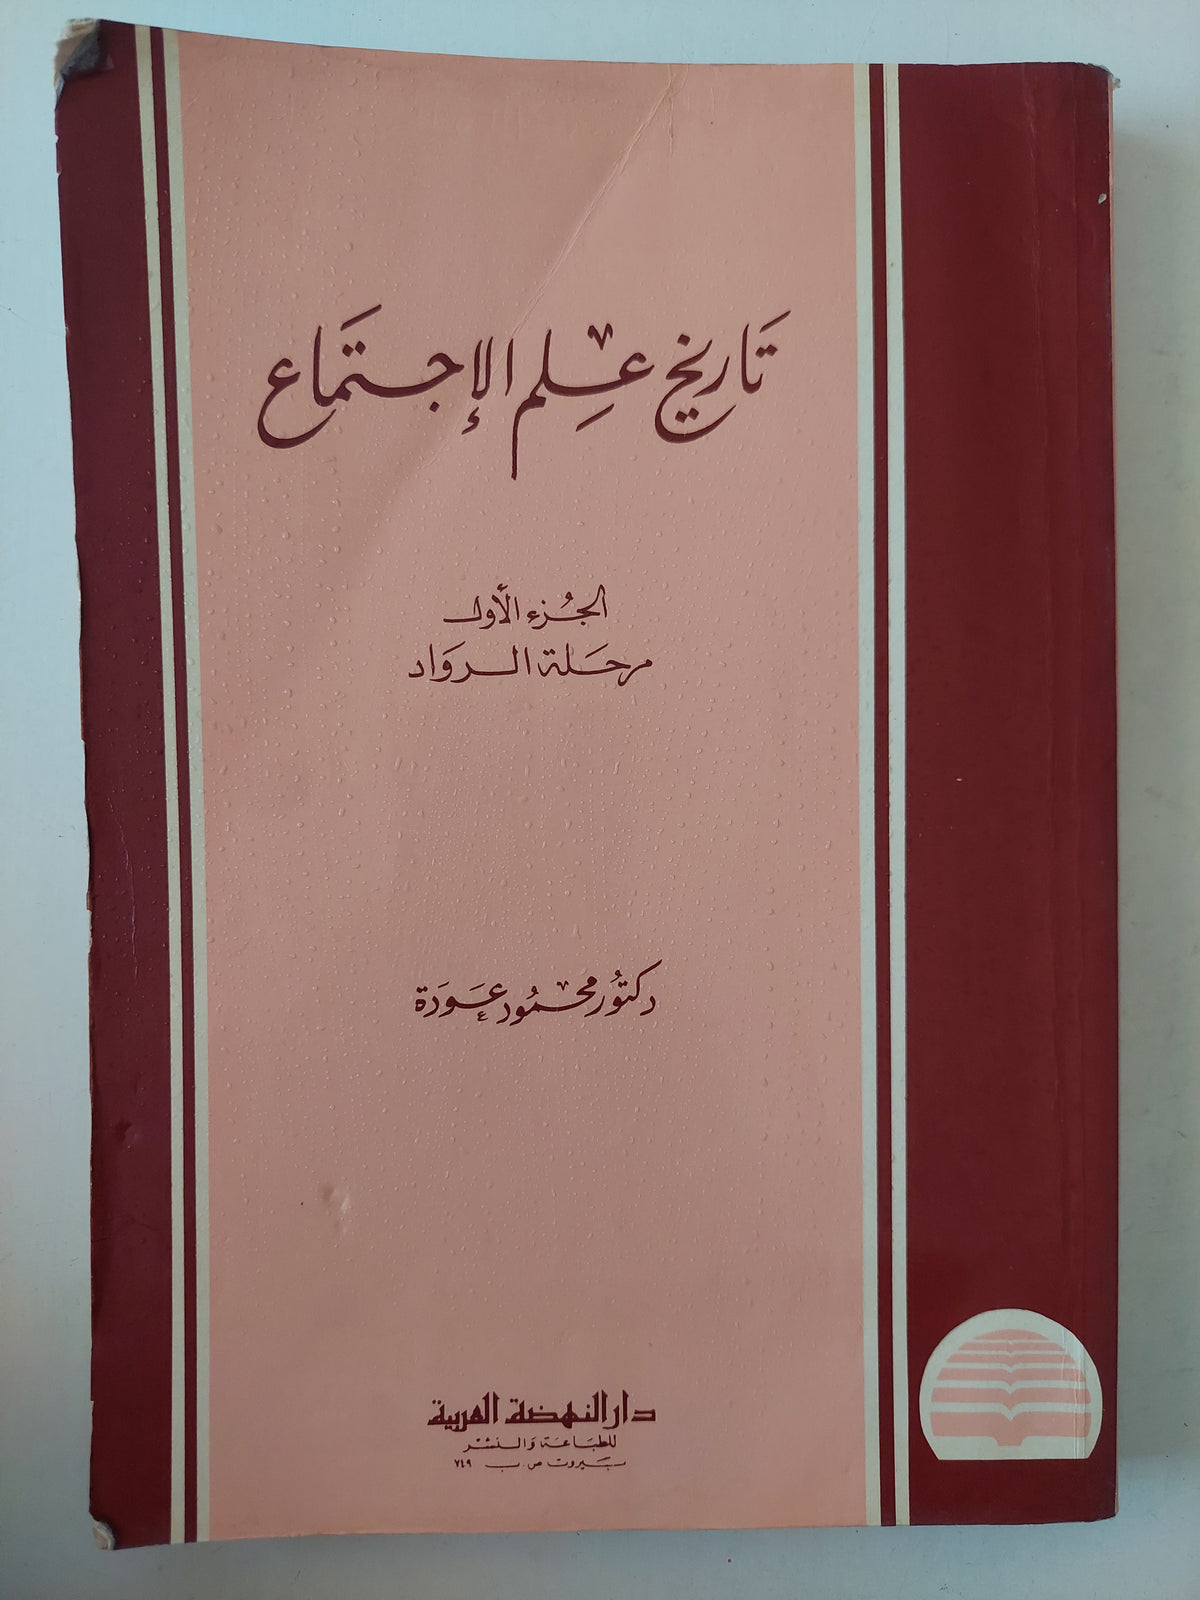 تاريخ علم الإجتماع
الجزء الأول
مرحلة الرواد
دكتور محمود عودة
دار النهضة العربية
للطباعة والنشر
بيروت ص.ب ٧٤٩